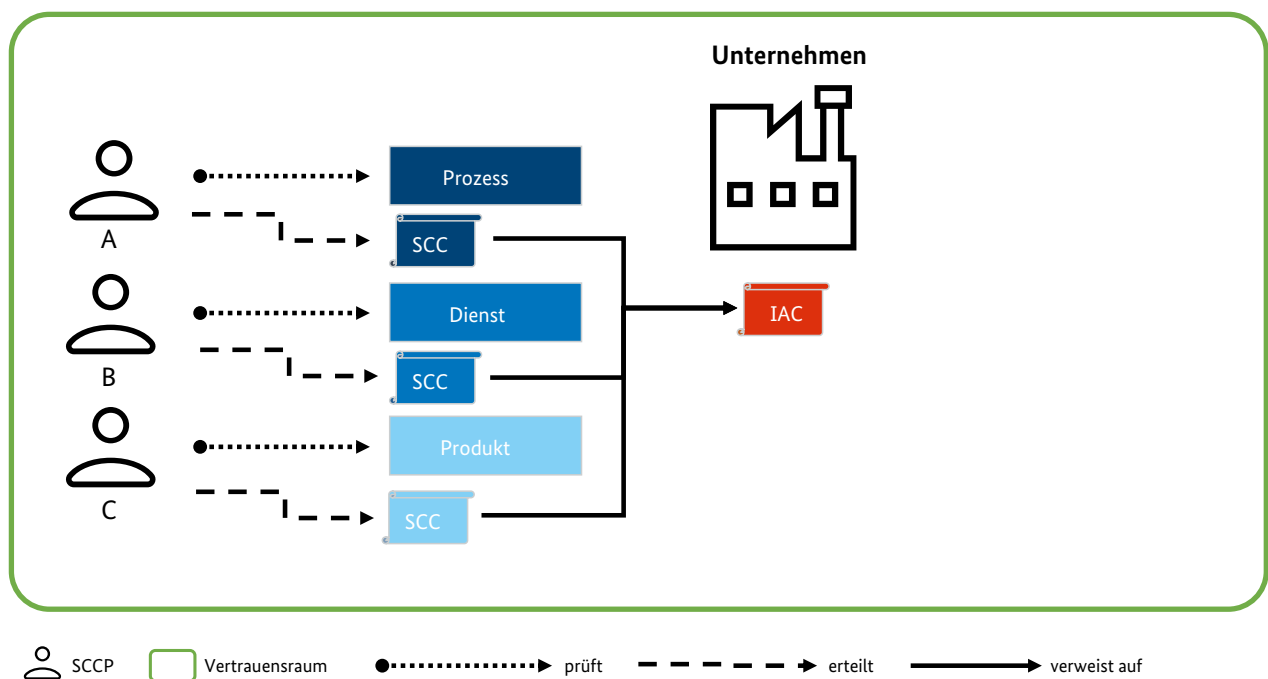 Unternehmen
Prozess
A
SCC
Dienst
IAC
B
SCC
Produkt
C
SCC
SCCP
Vertrauensraum
prüft
erteilt
verweist auf